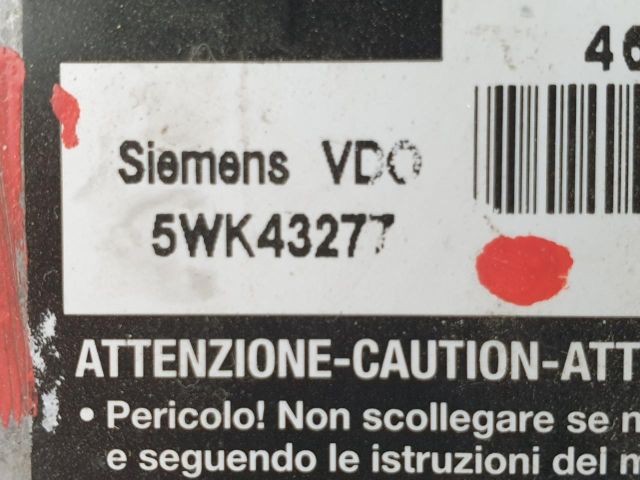 46
Siemens VDO
5WK43277
ATTENZIONE-CAUTION-ATT
• Pericolo! Non scollegare se
e seguendo le istruzioni del